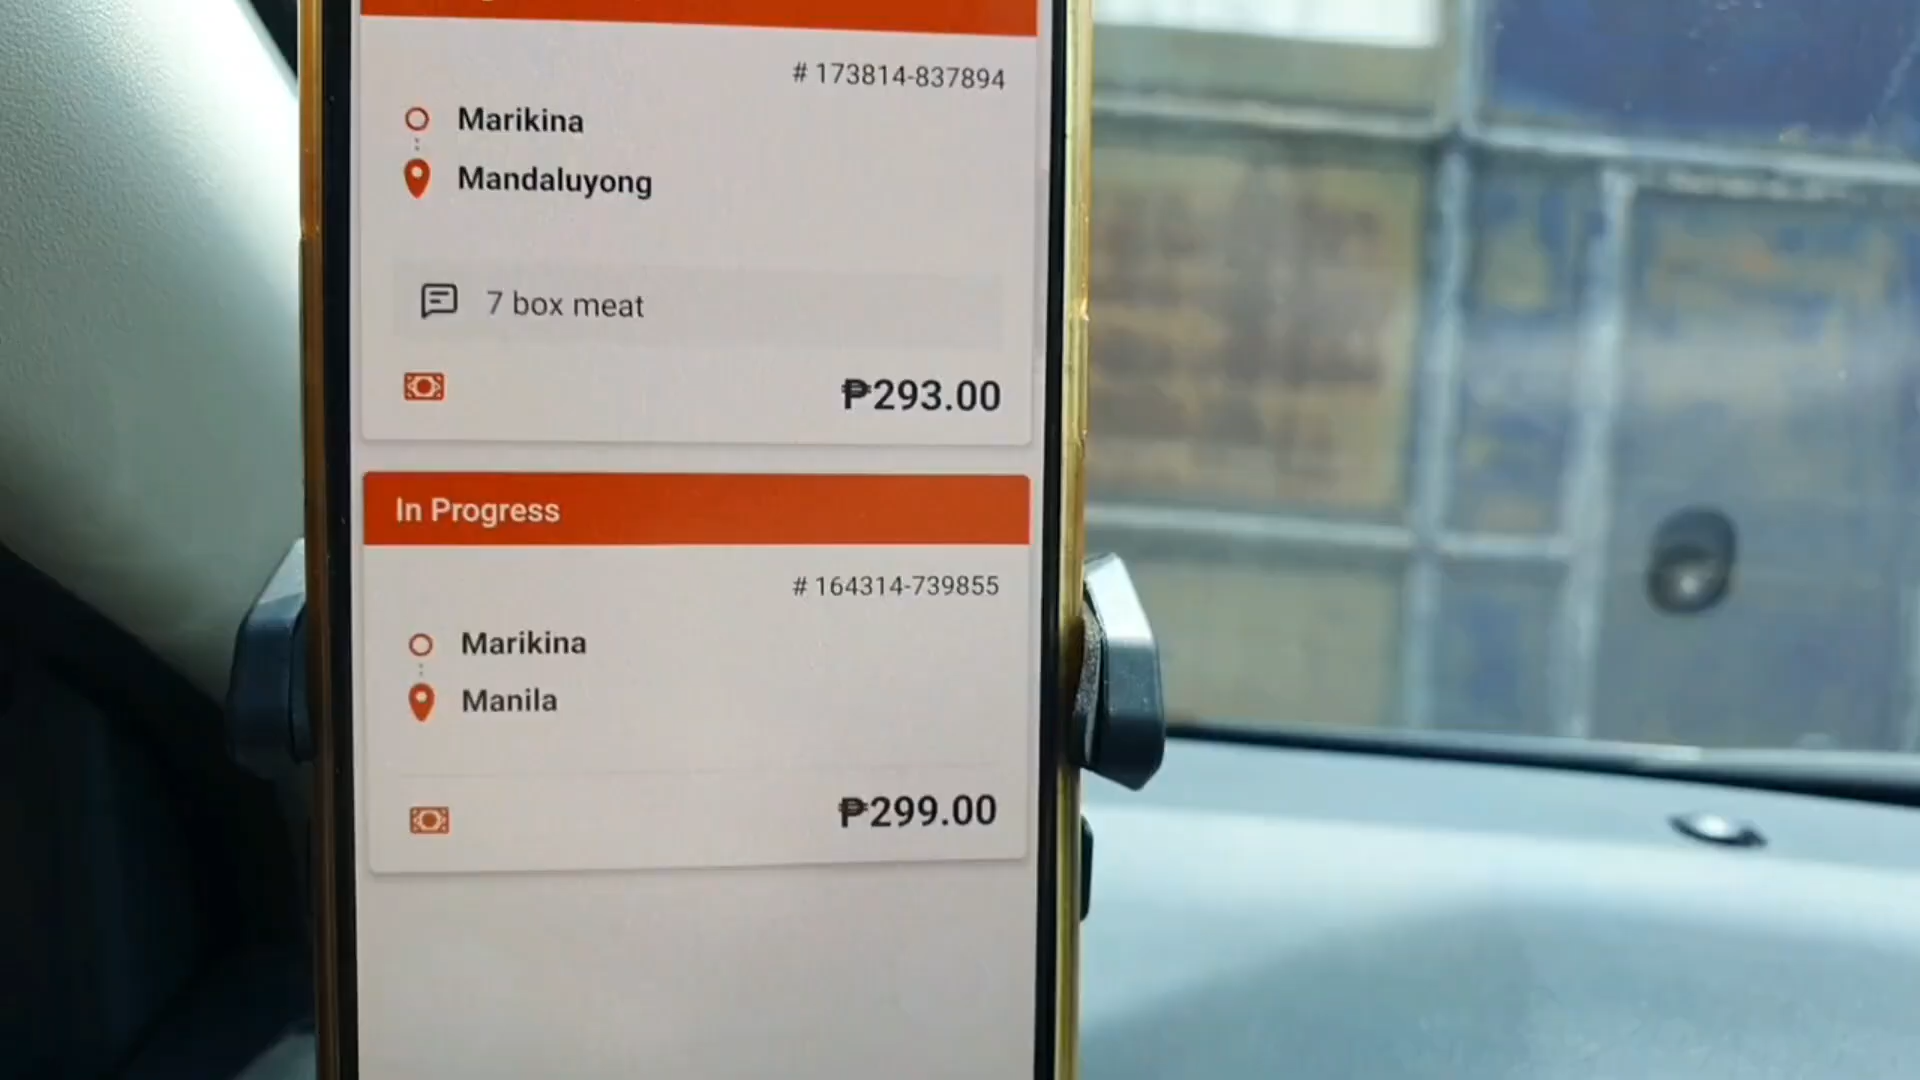 # 173814-837894
Marikina
Mandaluyong
7 box meat
₱293.00
In Progress
# 164314-739855
Marikina
Manila
₱299.00